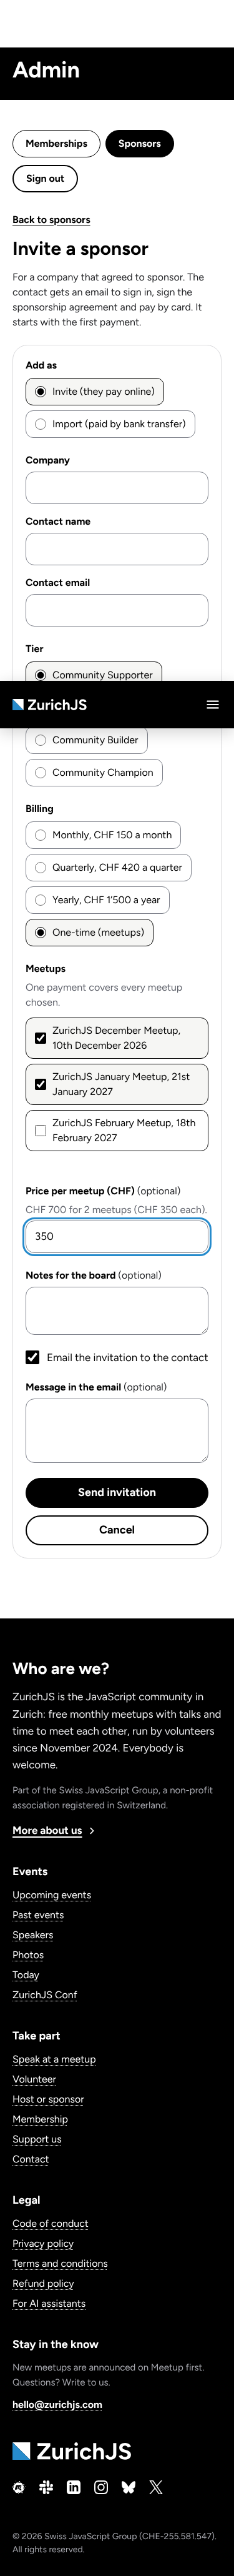 Admin
Memberships
Sponsors
Sign out
Back to sponsors
Invite a sponsor
For a company that agreed to sponsor. The
contact gets an email to sign in, sign the
sponsorship agreement and pay by card. It
starts with the first payment.
Add as
Invite (they pay online)
Import (paid by bank transfer)
Company
Contact name
Contact email
Tier
Community Supporter
ZurichJS
Community Builder
Community Champion
Billing
Monthly, CHF 150 a month
Quarterly, CHF 420 a quarter
Yearly, CHF 1’500 a year
One-time (meetups)
Meetups
One payment covers every meetup
chosen.
ZurichJS December Meetup,
10th December 2026
ZurichJS January Meetup, 21st
January 2027
ZurichJS February Meetup, 18th
February 2027
Price per meetup (CHF) (optional)
CHF 700 for 2 meetups (CHF 350 each).
350
Notes for the board (optional)
Email the invitation to the contact
Message in the email (optional)
Send invitation
Cancel
Who are we?
ZurichJS is the JavaScript community in
Zurich: free monthly meetups with talks and
time to meet each other, run by volunteers
since November 2024. Everybody is
welcome.
Part of the Swiss JavaScript Group, a non-profit
association registered in Switzerland.
More about us
Events
Upcoming events
Past events
Speakers
Photos
Today
ZurichJS Conf
Take part
Speak at a meetup
Volunteer
Host or sponsor
Membership
Support us
Contact
Legal
Code of conduct
Privacy policy
Terms and conditions
Refund policy
For AI assistants
Stay in the know
New meetups are announced on Meetup first.
Questions? Write to us.
hello@zurichjs.com
ZurichJS
© 2026 Swiss JavaScript Group (CHE-255.581.547).
All rights reserved.